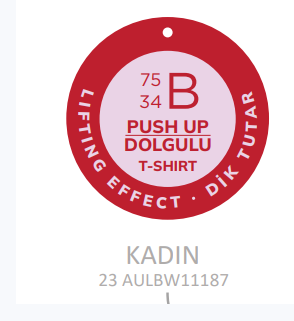 75
34 B
PUSH UP
DOLGULU
T-SHIRT
LIFTING EFFECT · DİK TUTAR
KADIN
23 AULBW11187